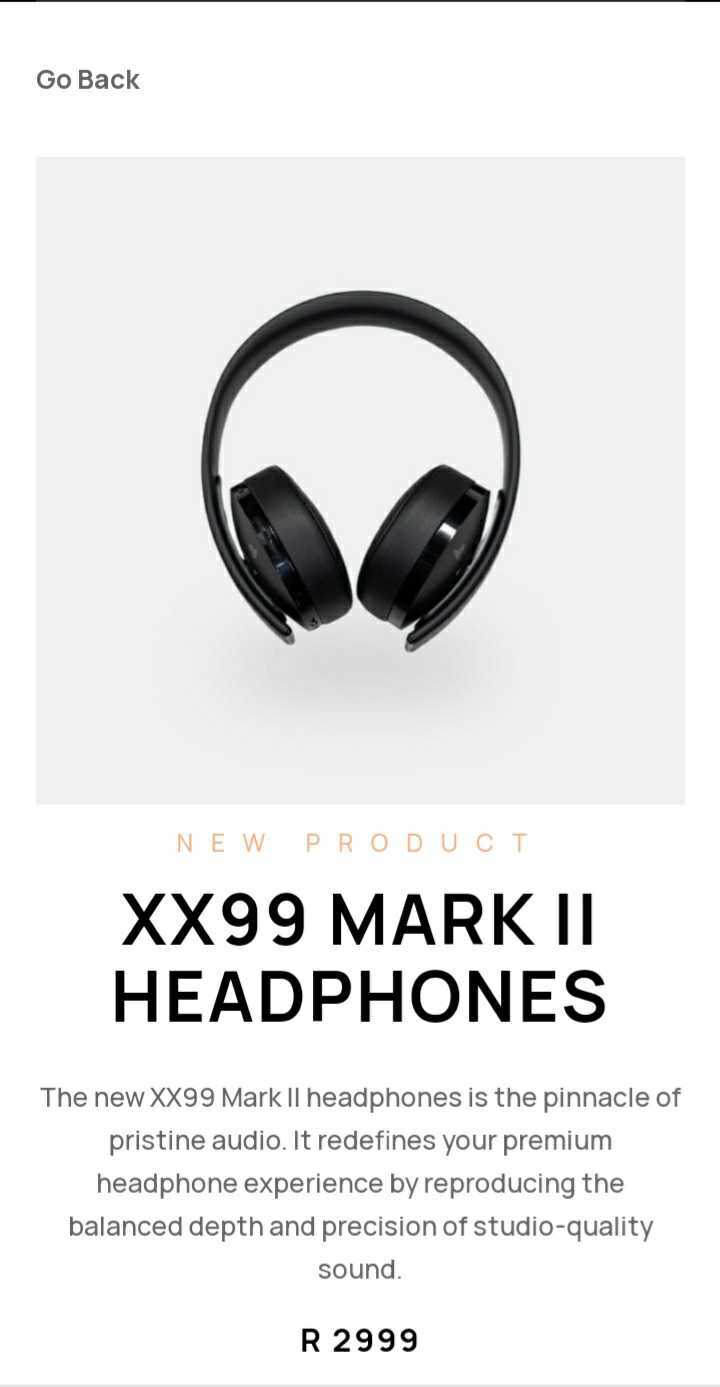 Go Back
NEW PRODUCT
XX99 MARK II
HEADPHONES
The new XX99 Mark II headphones is the pinnacle of
pristine audio. It redefines your premium
headphone experience by reproducing the
balanced depth and precision of studio-quality
sound.
R 2999